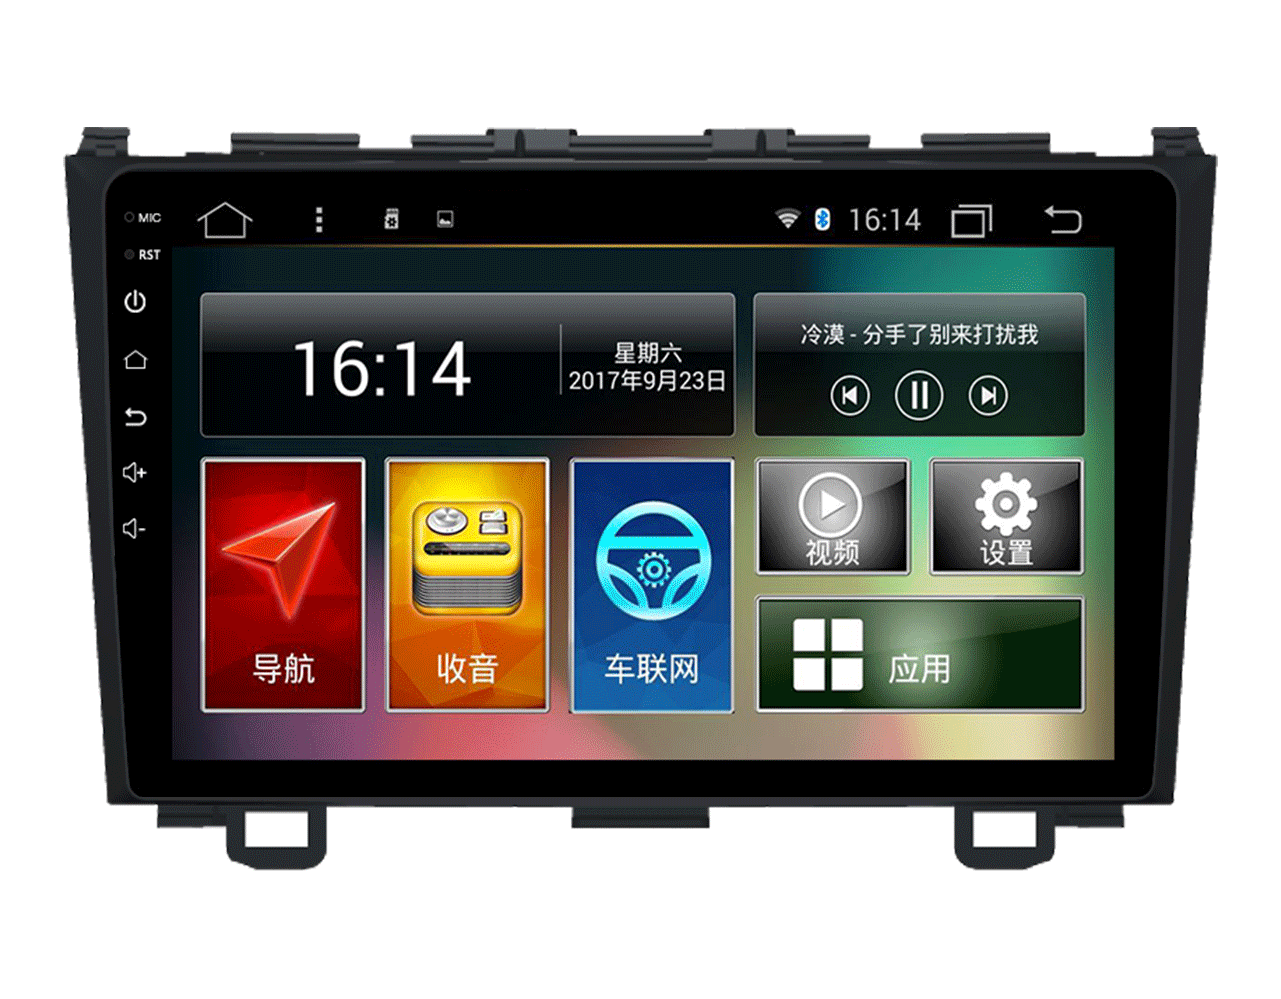 MIC
16:14
RST
16:14
星期六
2017年9月23日
冷漠 - 分手了别来打扰我
导航
收音
车联网
视频
设置
应用